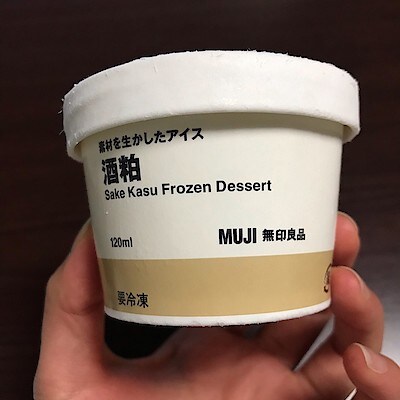 素材を生かしたアイス
酒粕
Sake Kasu Frozen Dessert
120ml
MUJI 無印良品
要冷凍